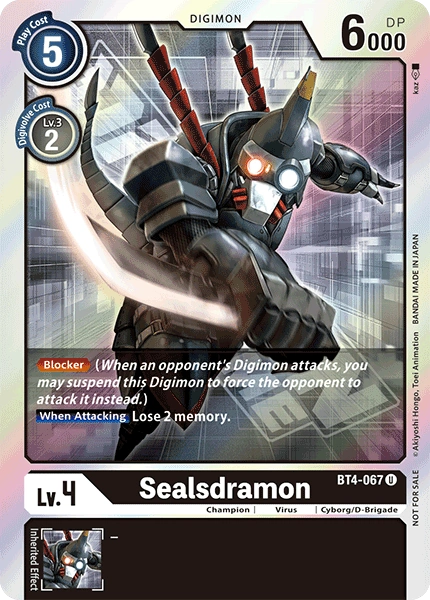 Play Cost
5
DIGIMON
DP
6000
Digivolve Cost
Lv.3
2
kaz
Blocker (When an opponent's Digimon attacks, you
may suspend this Digimon to force the opponent to
attack it instead.)
When Attacking Lose 2 memory.
© Akiyoshi Hongo, Toei Animation BANDAI MADE IN JAPAN
NOT FOR SALE
Lv.4
Sealsdramon
BT4-067 U
Champion | Virus | Cyborg/D-Brigade
Inherited Effect
–